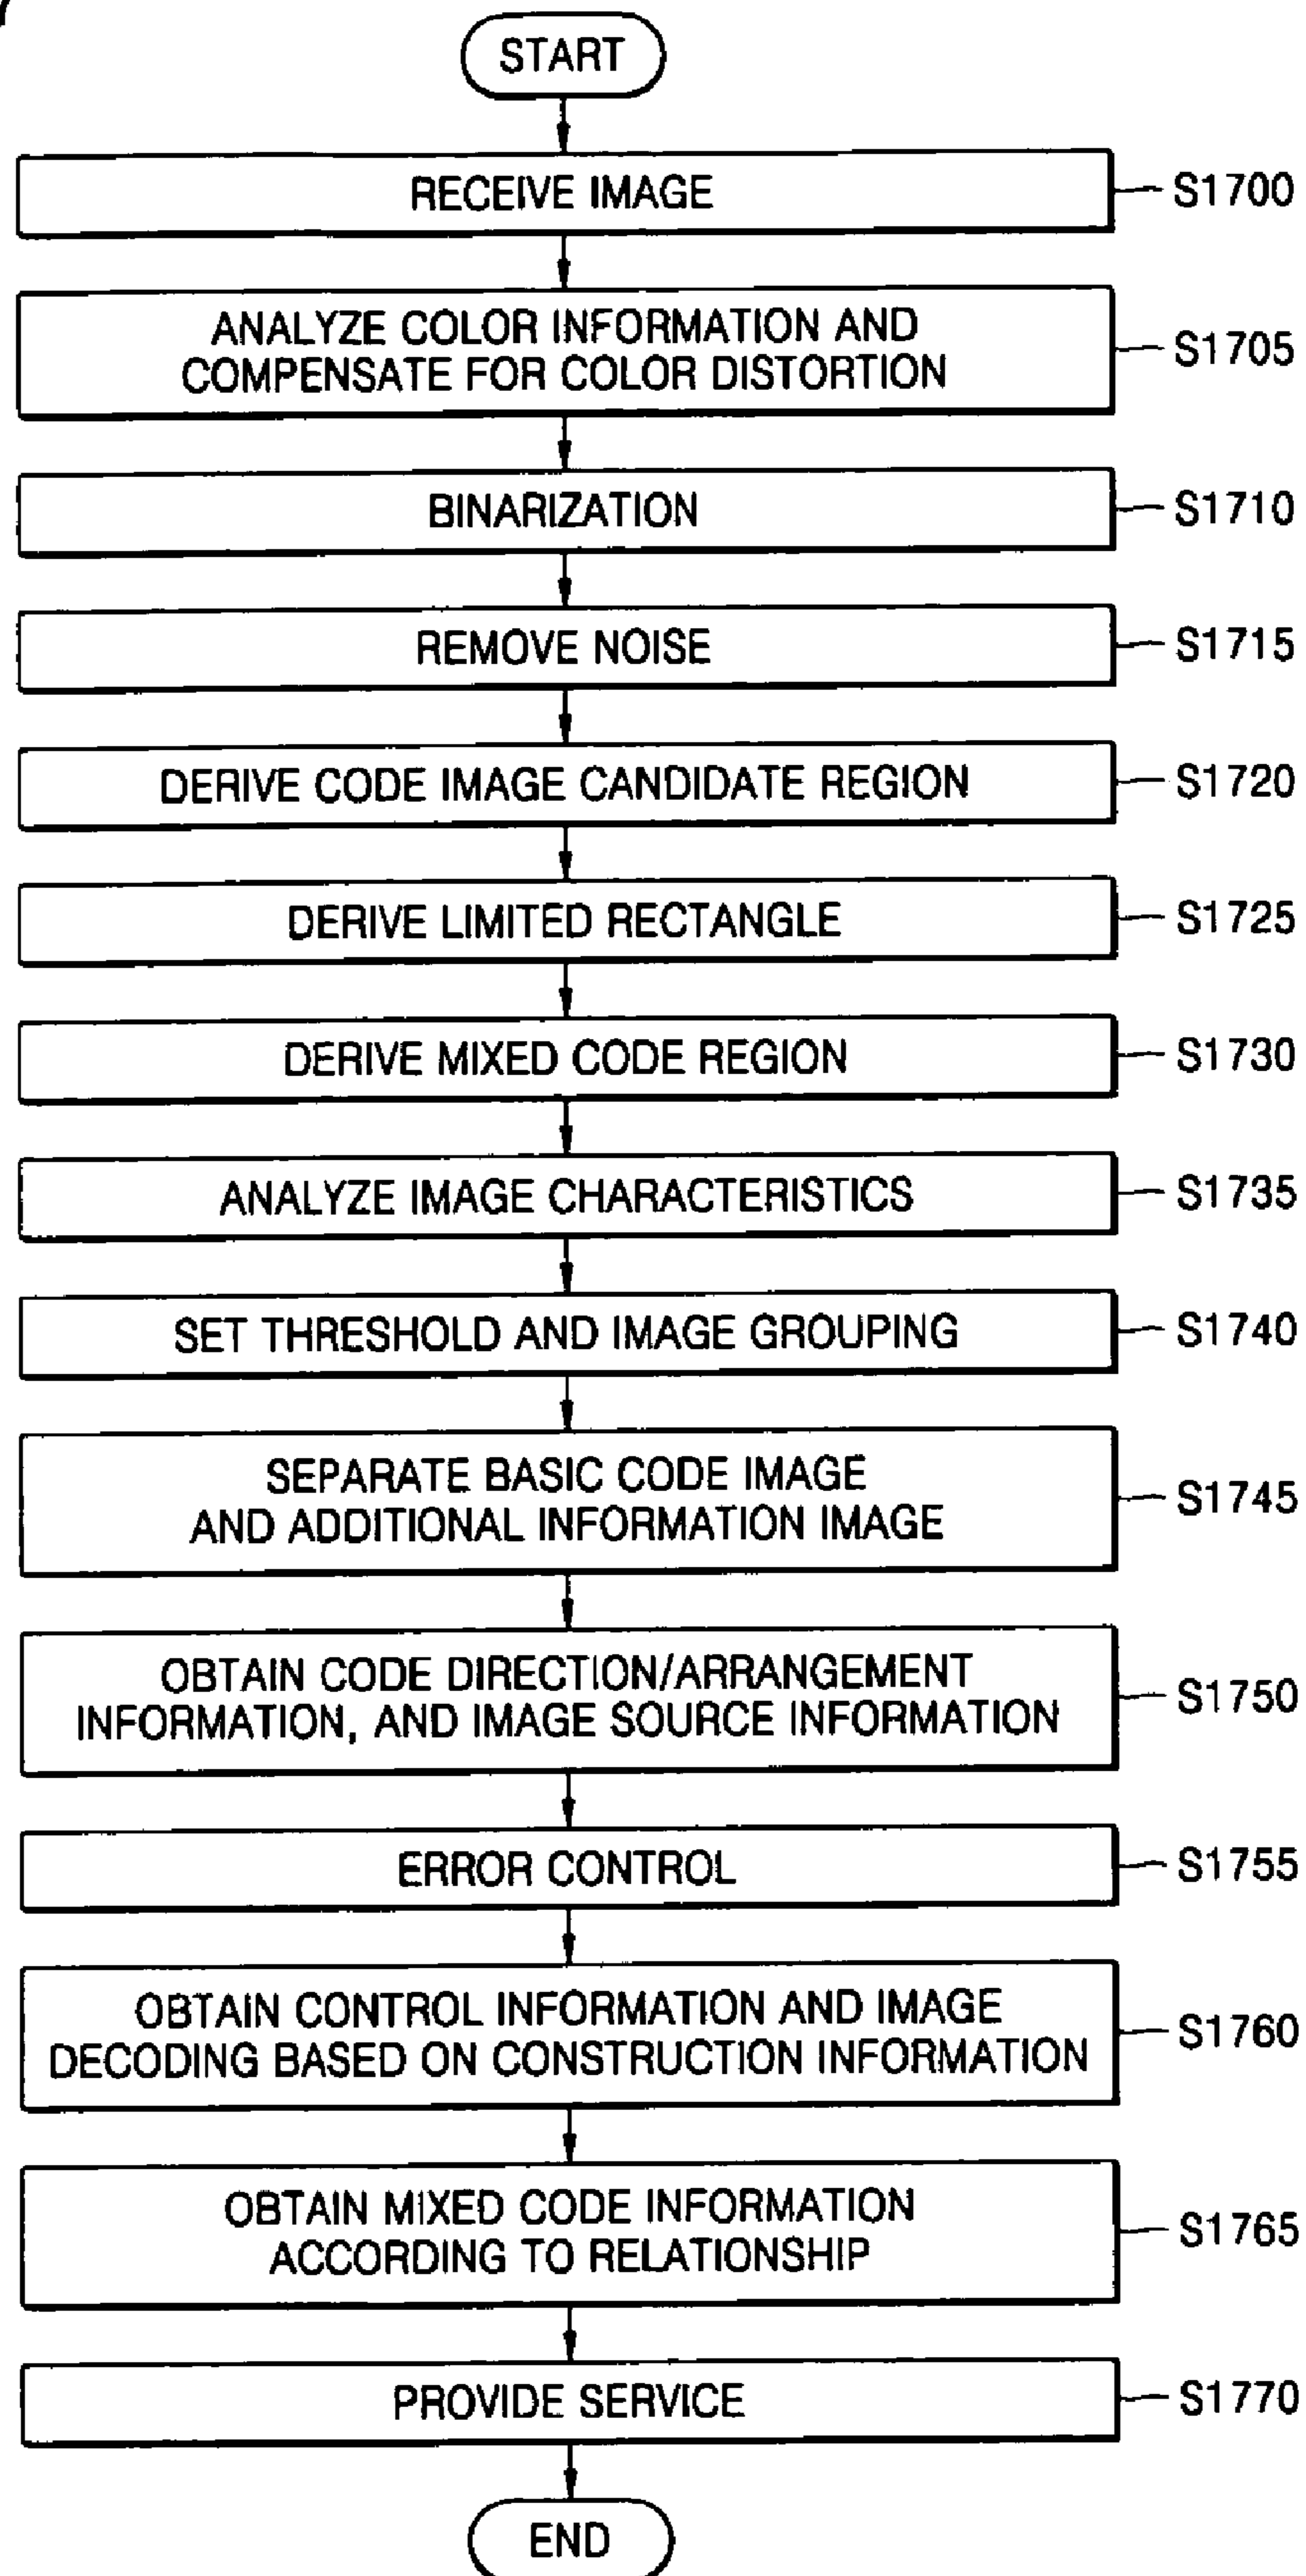 START
RECEIVE IMAGE
S1700
ANALYZE COLOR INFORMATION AND
COMPENSATE FOR COLOR DISTORTION
S1705
BINARIZATION
S1710
REMOVE NOISE
S1715
DERIVE CODE IMAGE CANDIDATE REGION
S1720
DERIVE LIMITED RECTANGLE
S1725
DERIVE MIXED CODE REGION
S1730
ANALYZE IMAGE CHARACTERISTICS
S1735
SET THRESHOLD AND IMAGE GROUPING
S1740
SEPARATE BASIC CODE IMAGE
AND ADDITIONAL INFORMATION IMAGE
S1745
OBTAIN CODE DIRECTION/ARRANGEMENT
INFORMATION, AND IMAGE SOURCE INFORMATION
S1750
ERROR CONTROL
S1755
OBTAIN CONTROL INFORMATION AND IMAGE
DECODING BASED ON CONSTRUCTION INFORMATION
S1760
OBTAIN MIXED CODE INFORMATION
ACCORDING TO RELATIONSHIP
S1765
PROVIDE SERVICE
S1770
END